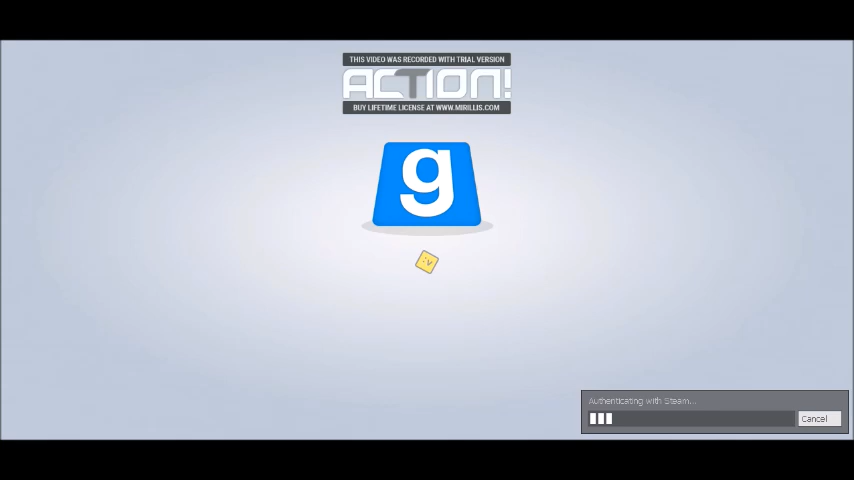 THIS VIDEO WAS RECORDED WITH TRIAL VERSION
ACTION!
BUY LIFETIME LICENSE AT WWW.MIRILLIS.COM
g
:v
Authenticating with Steam...
Cancel